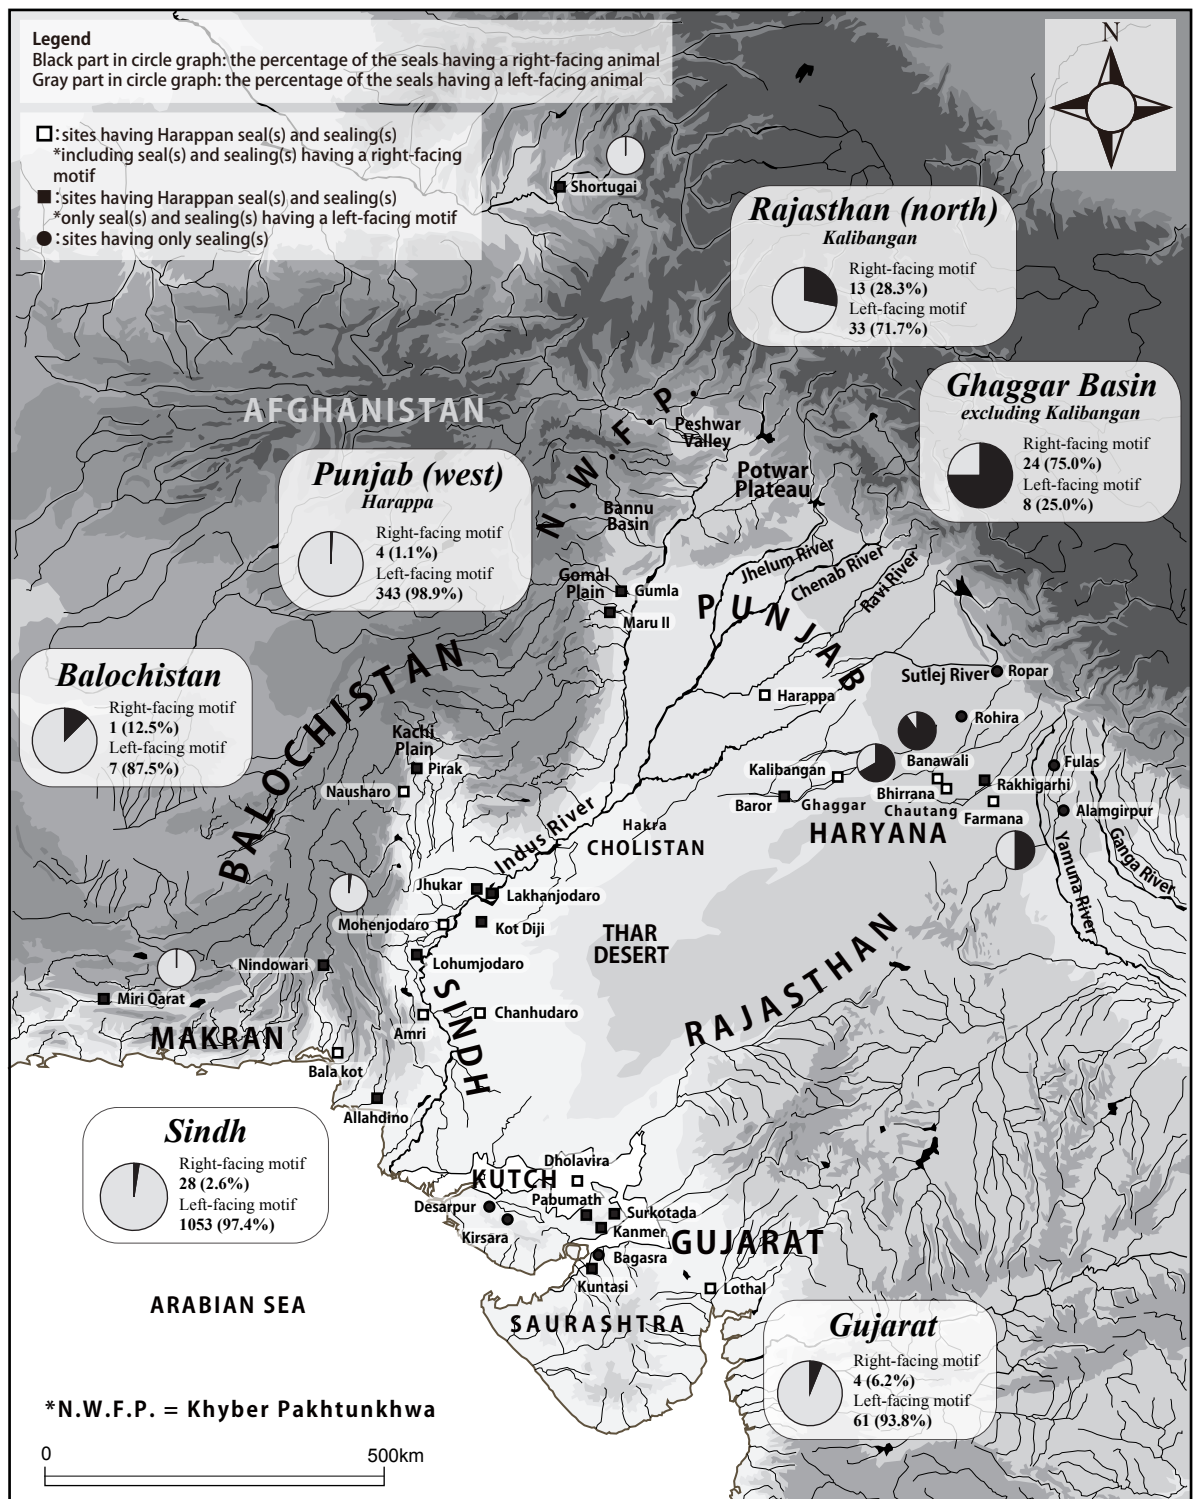 Legend
Black part in circle graph: the percentage of the seals having a right-facing animal
Gray part in circle graph: the percentage of the seals having a left-facing animal
: sites having Harappan seal(s) and sealing(s)
*including seal(s) and sealing(s) having a right-facing
motif
: sites having Harappan seal(s) and sealing(s)
*only seal(s) and sealing(s) having a left-facing motif
: sites having only sealing(s)
N
Shortugai
Rajasthan (north)
Kalibangan
Right-facing motif
13 (28.3%)
Left-facing motif
33 (71.7%)
Ghaggar Basin
excluding Kalibangan
Right-facing motif
24 (75.0%)
Left-facing motif
8 (25.0%)
AFGHANISTAN
N.W.F.P.
Peshwar
Valley
Potwar
Plateau
Punjab (west)
Harappa
Right-facing motif
4 (1.1%)
Left-facing motif
343 (98.9%)
Bannu
Basin
Jhelum River
Chenab River
Ravi River
Gomal
Plain
Gumla
Maru II
PUNJAB
Balochistan
Right-facing motif
1 (12.5%)
Left-facing motif
7 (87.5%)
BALOCHISTAN
Sutlej River
Ropar
Harappa
Rohira
Kachi
Plain
Pirak
Nausharo
Kalibangan
Banawali
Fulas
Bhirrana
Rakhigarhi
Baror
Ghaggar
Chautang
Farmana
Alamgirpur
Hakra
CHOLISTAN
HARYANA
Indus River
Yamuna River
Ganga River
Jhukar
Lakhanjodaro
Mohenjodaro
Kot Diji
THAR
DESERT
Nindowari
Lohumjodaro
RAJASTHAN
Miri Qarat
SINDH
Chanhudaro
Amri
MAKRAN
Bala kot
Allahdino
Sindh
Right-facing motif
28 (2.6%)
Left-facing motif
1053 (97.4%)
Dholavira
KUTCH
Pabumath
Desarpur
Surkotada
Kirsara
Kanmer
GUJARAT
Bagasra
Kuntasi
Lothal
ARABIAN SEA
SAURASHTRA
Gujarat
Right-facing motif
4 (6.2%)
Left-facing motif
61 (93.8%)
*N.W.F.P. = Khyber Pakhtunkhwa
0
500km